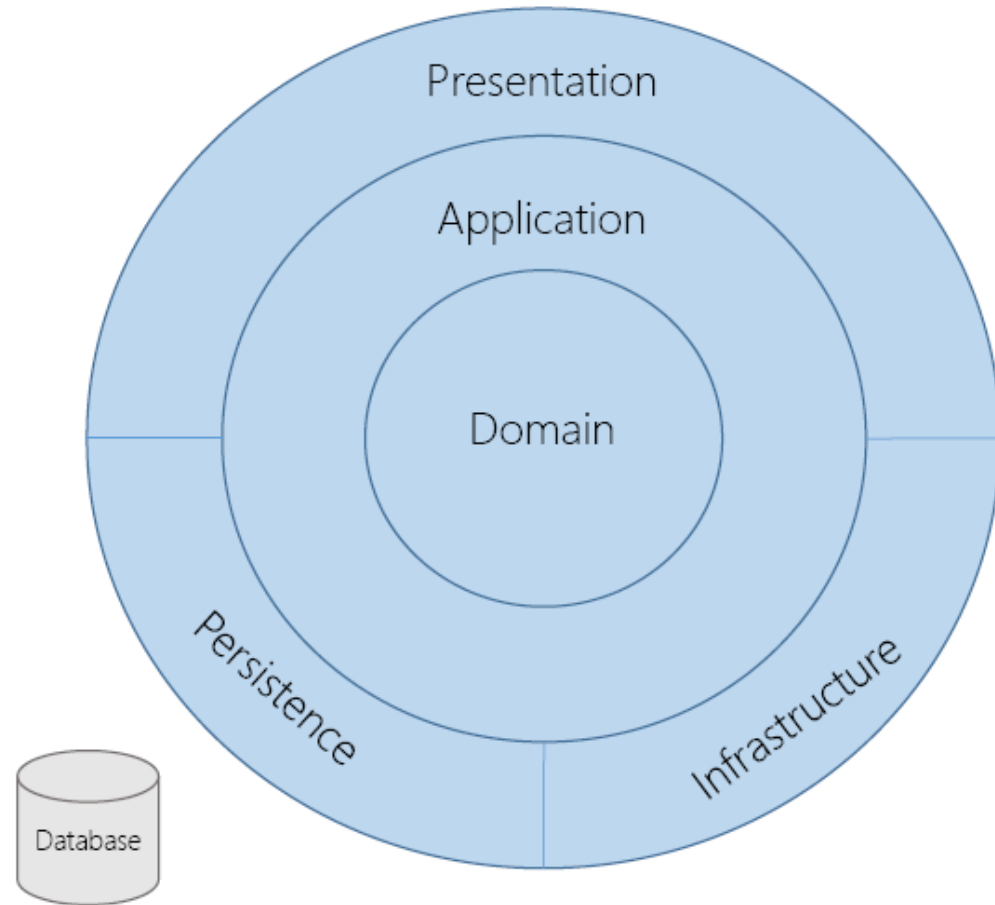 Presentation
Application
Domain
Persistence
Infrastructure
Database